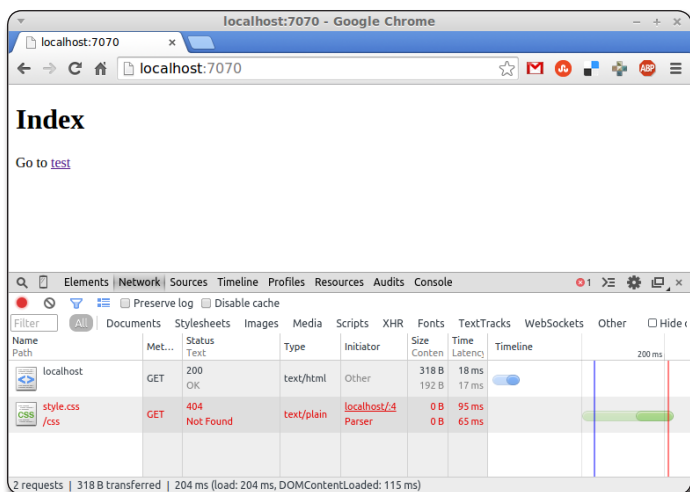 localhost:7070 - Google Chrome
localhost:7070
localhost:7070
ABP
Index
Go to test
Elements Network Sources Timeline Profiles Resources Audits Console
1
Preserve log Disable cache
Filter All Documents Stylesheets Images Media Scripts XHR Fonts TextTracks WebSockets Other Hide
Name Met... Status Type Initiator Size Time Timeline
Path Text Conten Latency 200 ms
localhost GET 200 text/html Other 318 B 18 ms
OK 192 B 17 ms
style.css GET 404 text/plain localhost/:4 0 B 95 ms
/css Not Found Parser 0 B 65 ms
CSS
2 requests | 318 B transferred | 204 ms (load: 204 ms, DOMContentLoaded: 115 ms)